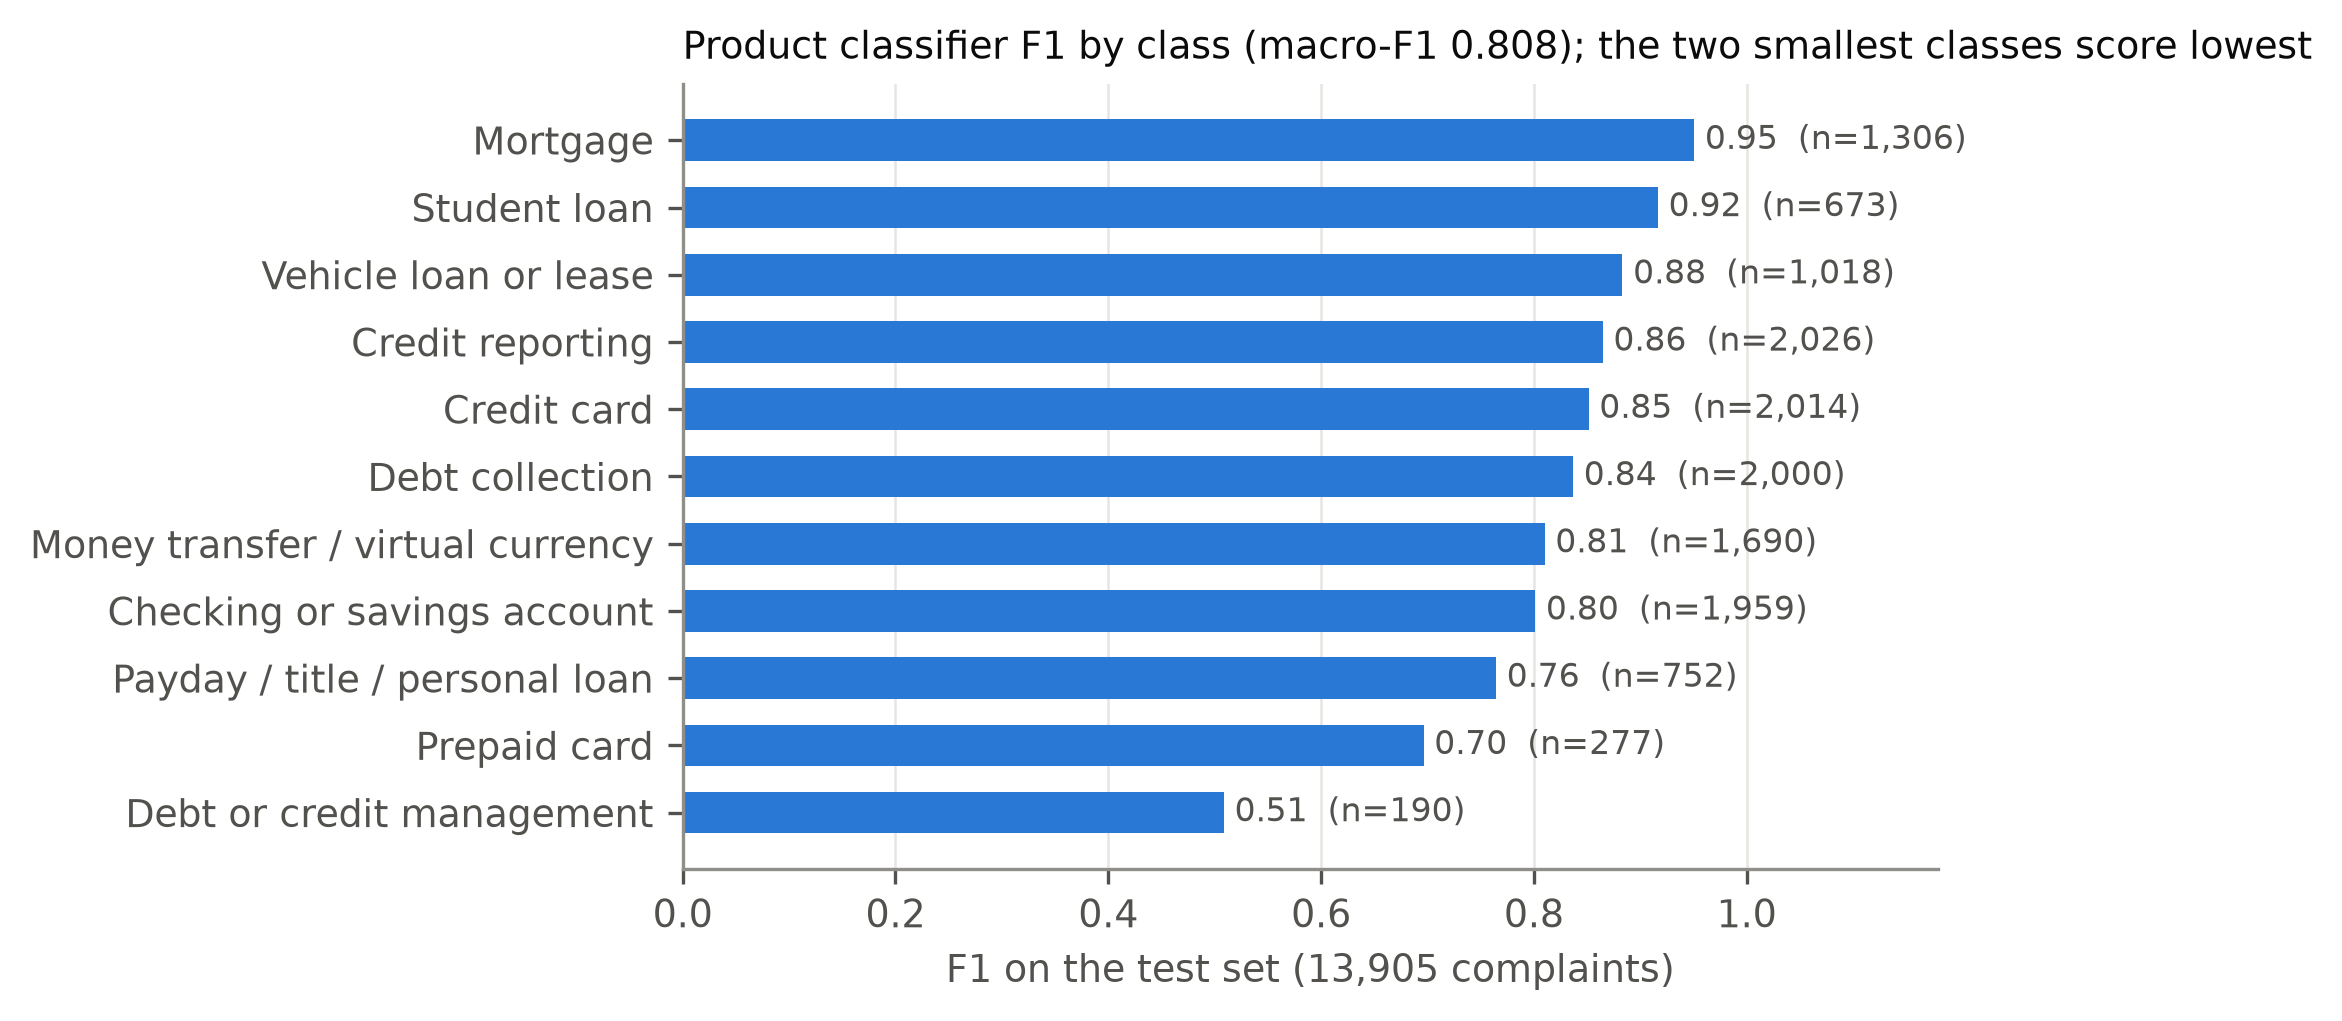 Product classifier F1 by class (macro-F1 0.808); the two smallest classes score lowest
Mortgage 0.95 (n=1,306)
Student loan 0.92 (n=673)
Vehicle loan or lease 0.88 (n=1,018)
Credit reporting 0.86 (n=2,026)
Credit card 0.85 (n=2,014)
Debt collection 0.84 (n=2,000)
Money transfer / virtual currency 0.81 (n=1,690)
Checking or savings account 0.80 (n=1,959)
Payday / title / personal loan 0.76 (n=752)
Prepaid card 0.70 (n=277)
Debt or credit management 0.51 (n=190)
0.0 0.2 0.4 0.6 0.8 1.0
F1 on the test set (13,905 complaints)